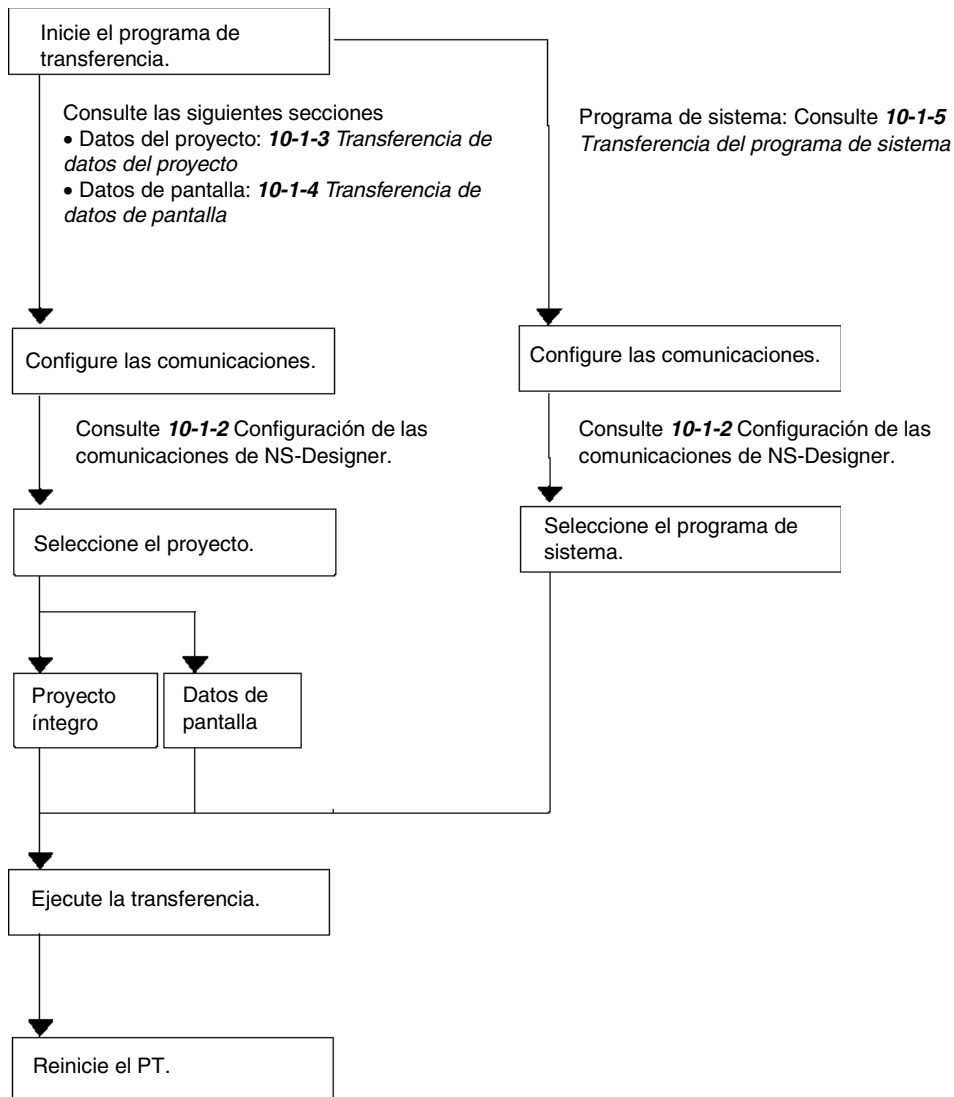 Inicie el programa de
transferencia.
Consulte las siguientes secciones
• Datos del proyecto: 10-1-3 Transferencia de
datos del proyecto
• Datos de pantalla: 10-1-4 Transferencia de
datos de pantalla
Programa de sistema: Consulte 10-1-5
Transferencia del programa de sistema
Configure las comunicaciones.
Configure las comunicaciones.
Consulte 10-1-2 Configuración de las
comunicaciones de NS-Designer.
Consulte 10-1-2 Configuración de las
comunicaciones de NS-Designer.
Seleccione el proyecto.
Seleccione el programa de
sistema.
Proyecto
íntegro
Datos de
pantalla
Ejecute la transferencia.
Reinicie el PT.